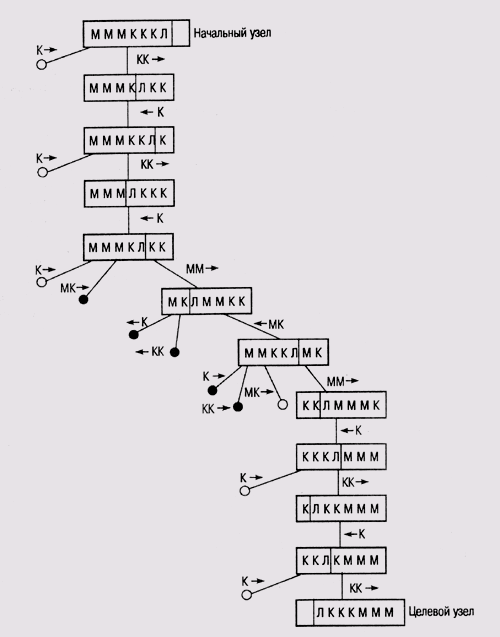 М М М К К К Л Начальный узел
К→
КК→
М М М К Л К К
←К
К→
М М М К К Л К
КК→
М М М Л К К К
←К
М М М К Л К К
К→
МК→
ММ→
М К Л М М К К
←К
←МК
←КК
М М К К Л М К
К→
МК→
ММ→
КК→
К К Л М М М К
←К
К К К Л М М М
К→
КК→
К Л К К М М М
←К
К К Л К М М М
К→
КК→
Л К К К М М М Целевой узел